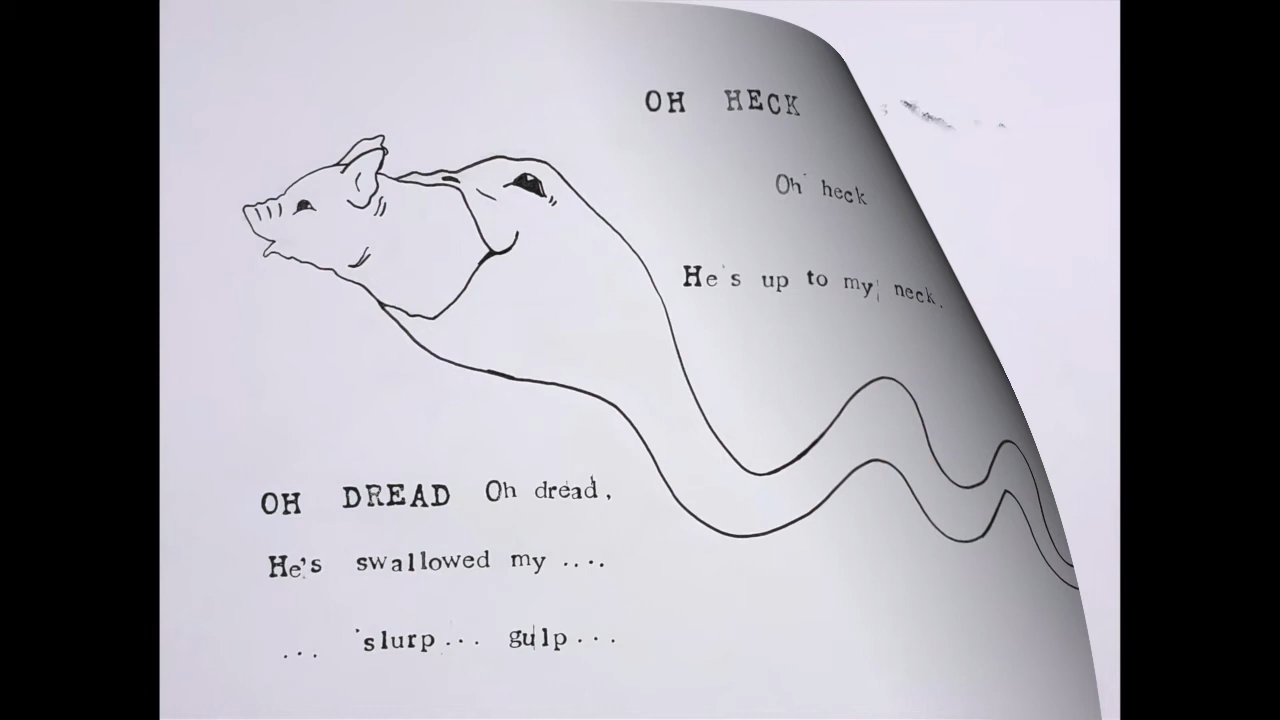 OH HECK
Oh heck
He's up to my neck.
OH DREAD Oh dread,
He's swallowed my ....
... slurp... gulp...